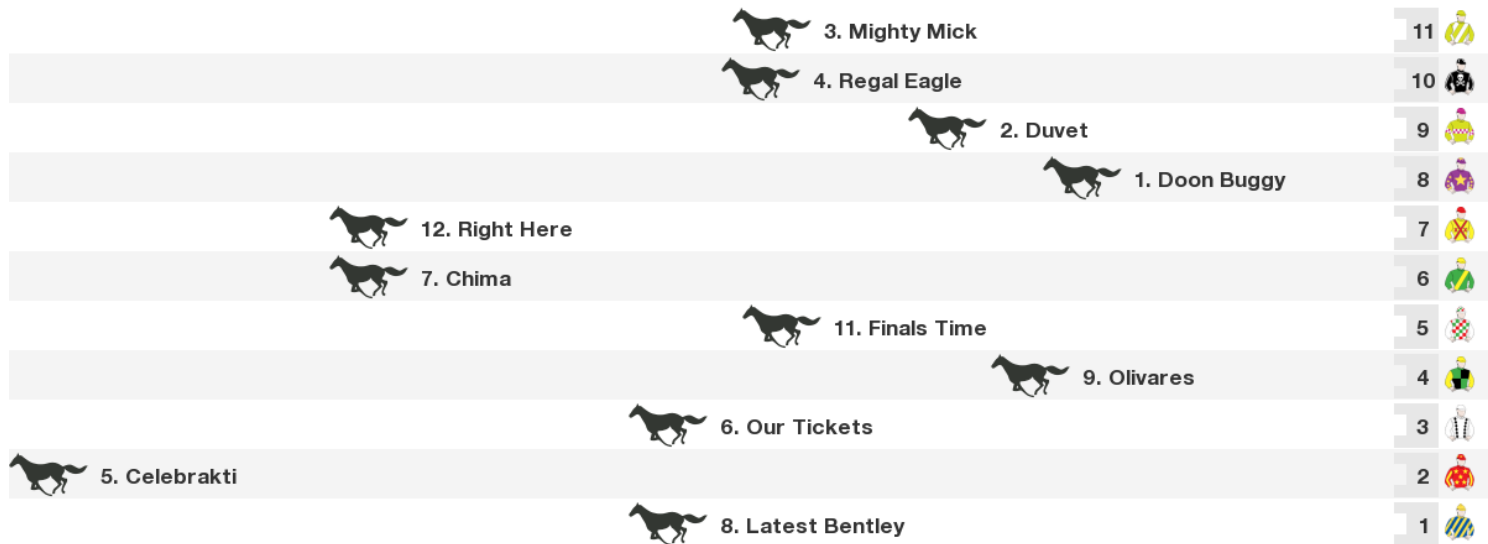 3. Mighty Mick 11
4. Regal Eagle 10
2. Duvet 9
1. Doon Buggy 8
12. Right Here 7
7. Chima 6
11. Finals Time 5
9. Olivares 4
6. Our Tickets 3
5. Celebrakti 2
8. Latest Bentley 1